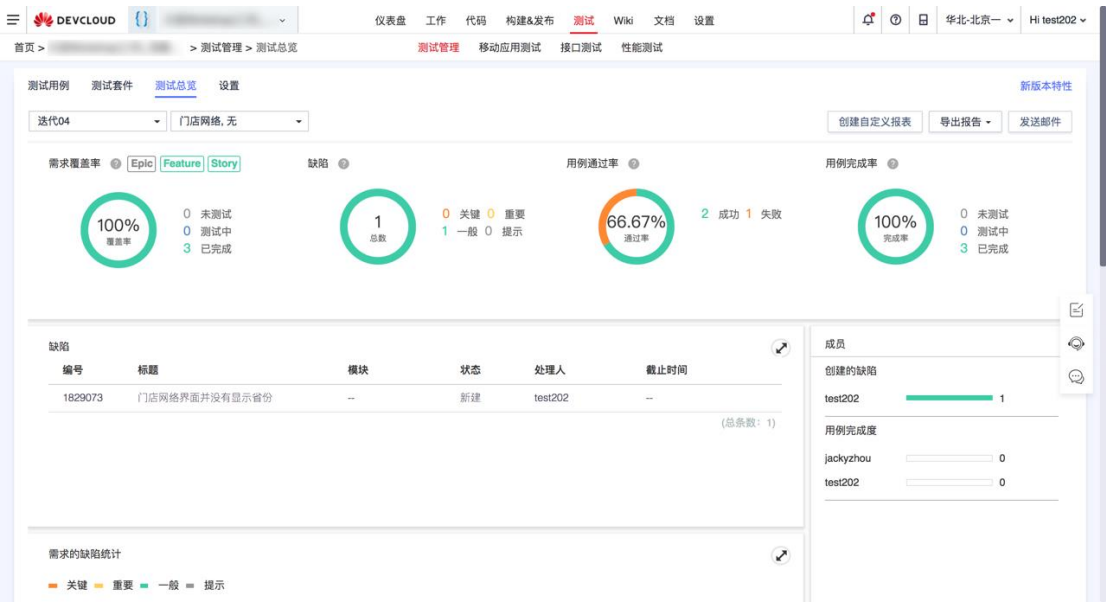 DEVCLOUD 仪表盘 工作 代码 构建&发布 测试 Wiki 文档 设置 华北-北京一 Hi test202
首页 > > 测试管理 > 测试总览 测试管理 移动应用测试 接口测试 性能测试
测试用例 测试套件 测试总览 设置 新版本特性
迭代04 门店网络, 无 创建自定义报表 导出报告 发送邮件
需求覆盖率 Epic Feature Story 缺陷 用例通过率 用例完成率
100%
覆盖率
0 未测试
0 测试中
3 已完成
1
总数
0 关键 0 重要
1 一般 0 提示
66.67%
通过率
2 成功 1 失败
100%
完成率
0 未测试
0 测试中
3 已完成
缺陷
编号 标题 模块 状态 处理人 截止时间
1829073 门店网络界面并没有显示省份 -- 新建 test202 --
(总条数: 1)
成员
创建的缺陷
test202 1
用例完成度
jackyzhou 0
test202 0
需求的缺陷统计
关键 重要 一般 提示